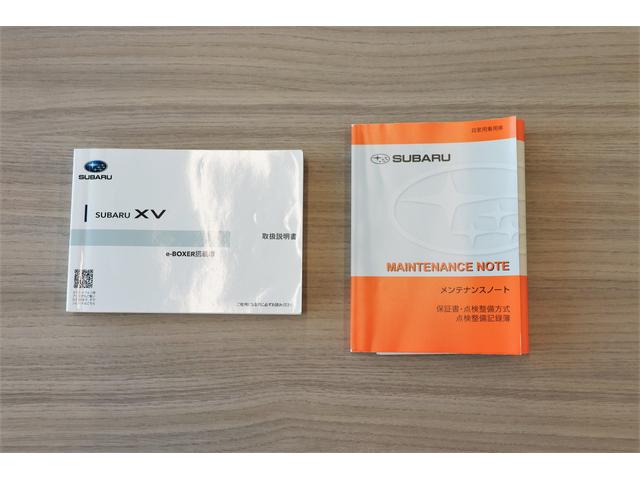 SUBARU
SUBARU XV
取扱説明書
e-BOXER搭載車
ご使用になる前に必ずお読みください
自家用乗用車
SUBARU
MAINTENANCE NOTE
メンテナンスノート
保証書・点検整備方式
点検整備記録簿